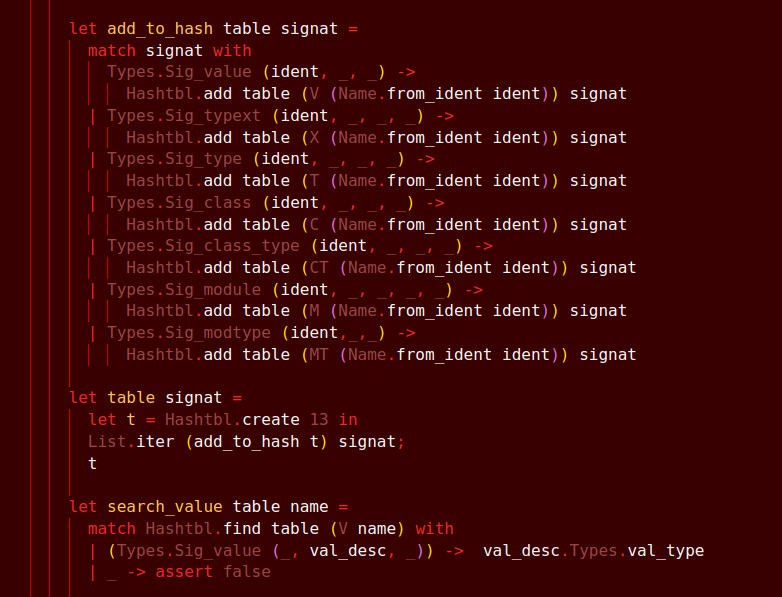 let add_to_hash table signat =
match signat with
Types.Sig_value (ident, _, _) ->
Hashtbl.add table (V (Name.from_ident ident)) signat
| Types.Sig_typext (ident, _, _, _) ->
Hashtbl.add table (X (Name.from_ident ident)) signat
| Types.Sig_type (ident, _, _, _) ->
Hashtbl.add table (T (Name.from_ident ident)) signat
| Types.Sig_class (ident, _, _, _) ->
Hashtbl.add table (C (Name.from_ident ident)) signat
| Types.Sig_class_type (ident, _, _, _) ->
Hashtbl.add table (CT (Name.from_ident ident)) signat
| Types.Sig_module (ident, _, _, _, _) ->
Hashtbl.add table (M (Name.from_ident ident)) signat
| Types.Sig_modtype (ident,_,_) ->
Hashtbl.add table (MT (Name.from_ident ident)) signat
let table signat =
let t = Hashtbl.create 13 in
List.iter (add_to_hash t) signat;
t
let search_value table name =
match Hashtbl.find table (V name) with
| (Types.Sig_value (_, val_desc, _)) ->  val_desc.Types.val_type
| _ -> assert false